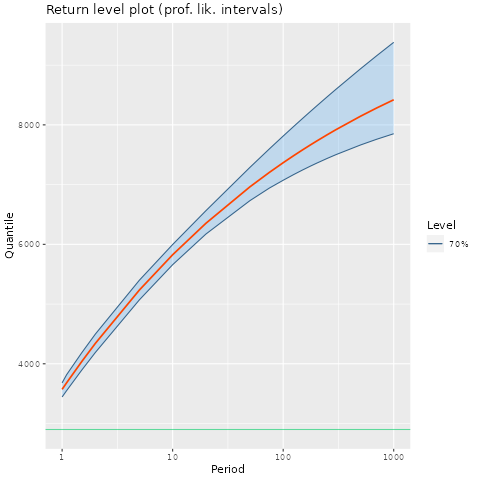 Return level plot (prof. lik. intervals)
Quantile
8000
6000
4000
1
10
100
1000
Period
Level
70%